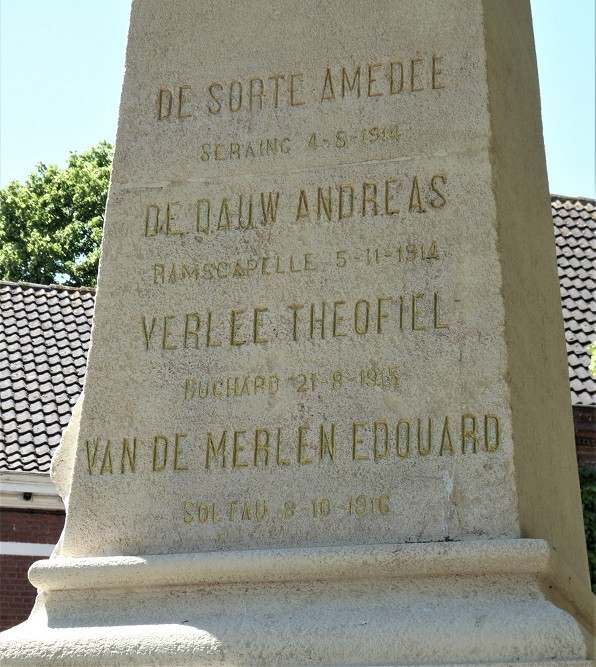 DE SORTE AMEDEE
SERAING 4-8-1914
DE DAUW ANDREAS
RAMSCAPELLE 5-11-1914
VERLEE THEOFIEL
HUCHARD 21-8-1915
VAN DE MERLEN EDOUARD
SOLTAU 8-10-1916